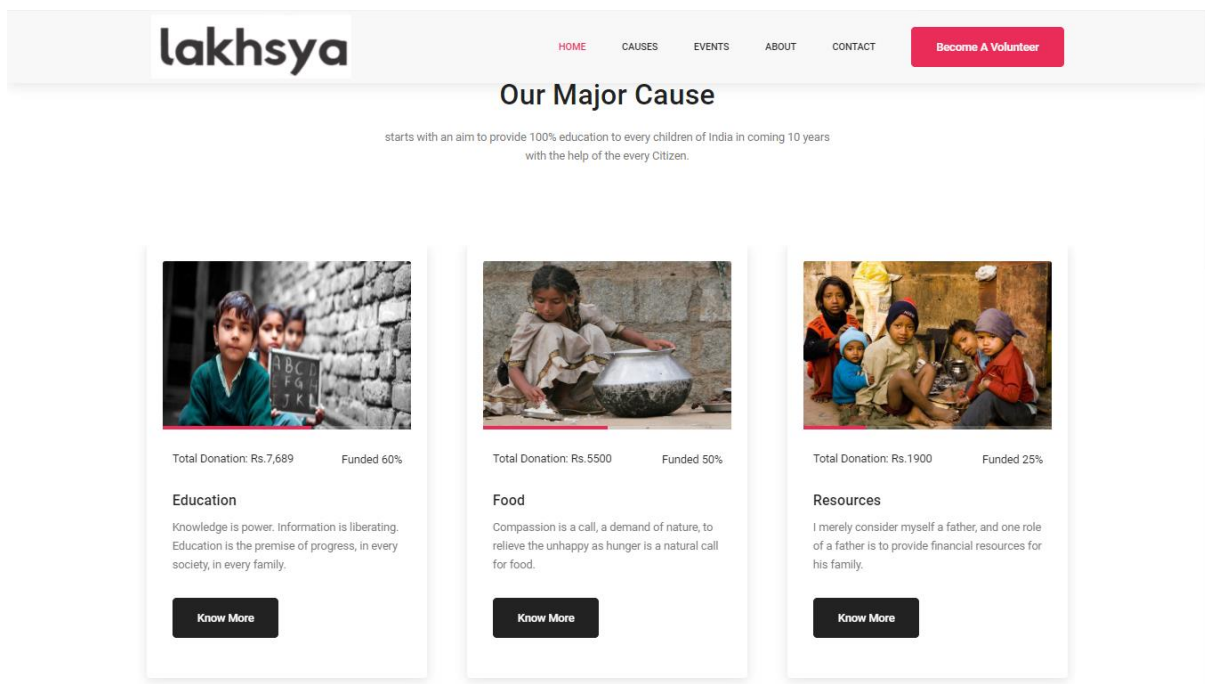 lakhsya
HOME CAUSES EVENTS ABOUT CONTACT Become A Volunteer
Our Major Cause
starts with an aim to provide 100% education to every children of India in coming 10 years
with the help of the every Citizen.
A B C D
E F G H
I J K L
Total Donation: Rs.7,689 Funded 60%
Education
Knowledge is power. Information is liberating.
Education is the premise of progress, in every
society, in every family.
Know More
Total Donation: Rs.5500 Funded 50%
Food
Compassion is a call, a demand of nature, to
relieve the unhappy as hunger is a natural call
for food.
Know More
Total Donation: Rs.1900 Funded 25%
Resources
I merely consider myself a father, and one role
of a father is to provide financial resources for
his family.
Know More